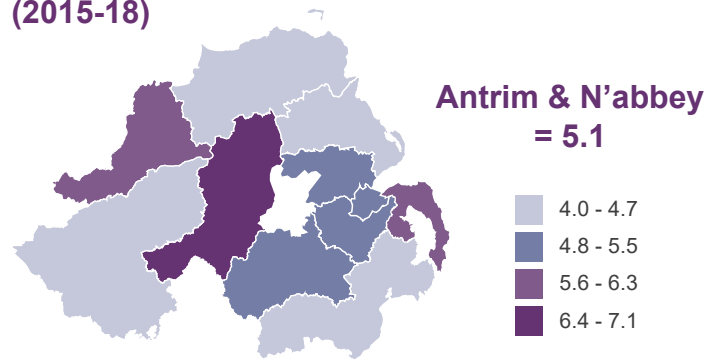 (2015-18)
Antrim & N’abbey
= 5.1
4.0 - 4.7
4.8 - 5.5
5.6 - 6.3
6.4 - 7.1